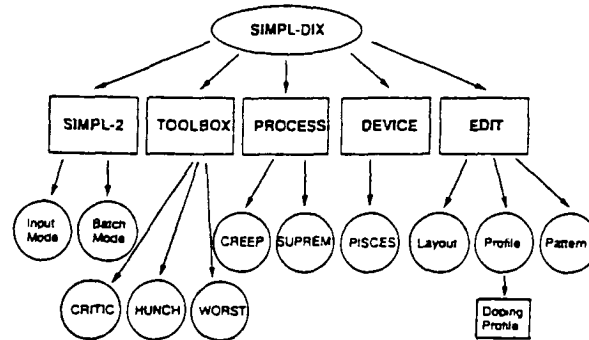 SIMPL-DIX
SIMPL-2
TOOLBOX
PROCESS
DEVICE
EDIT
Input
Mode
Batch
Mode
CREEP
SUPREM
PISCES
Layout
Profile
Pattern
CRITIC
HUNCH
WORST
Doping
Profile